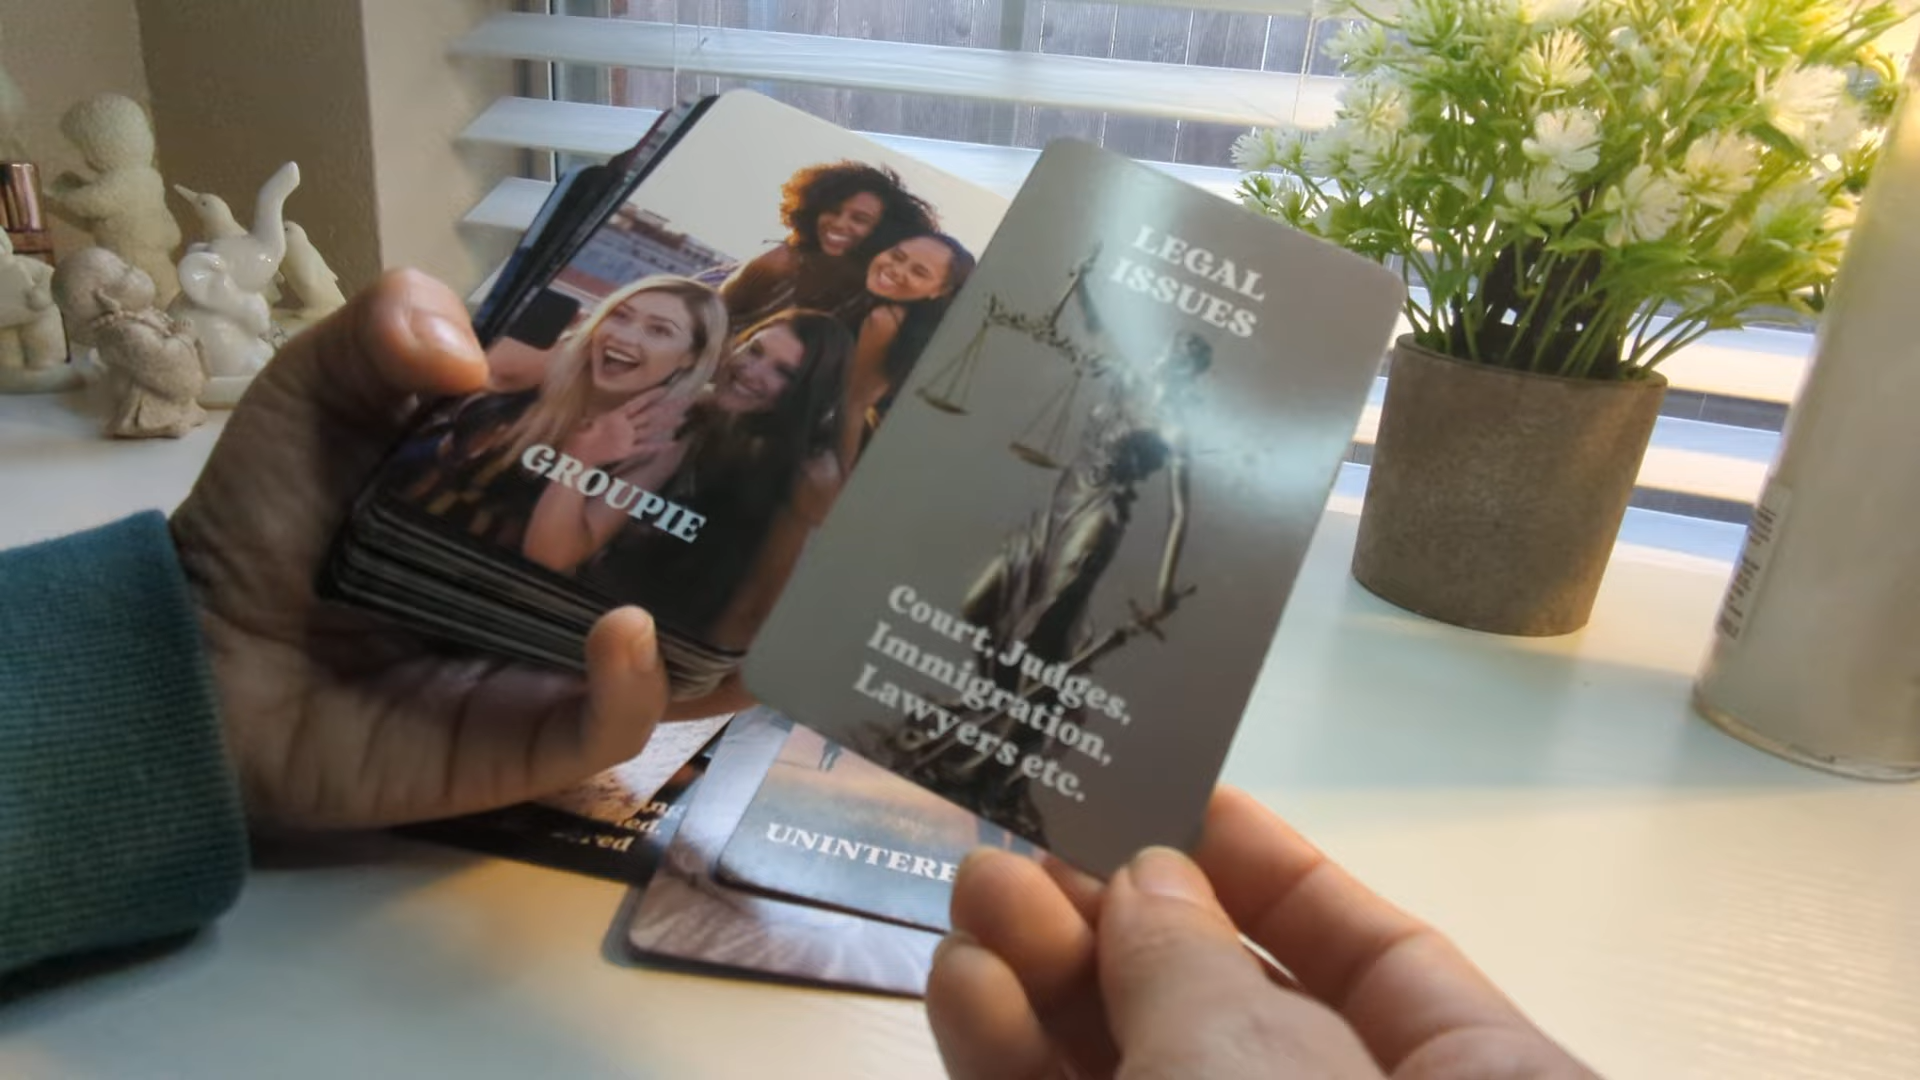 GROUPIE
LEGAL
ISSUES
Court, Judges,
Immigration,
Lawyers etc.
UNINTERE